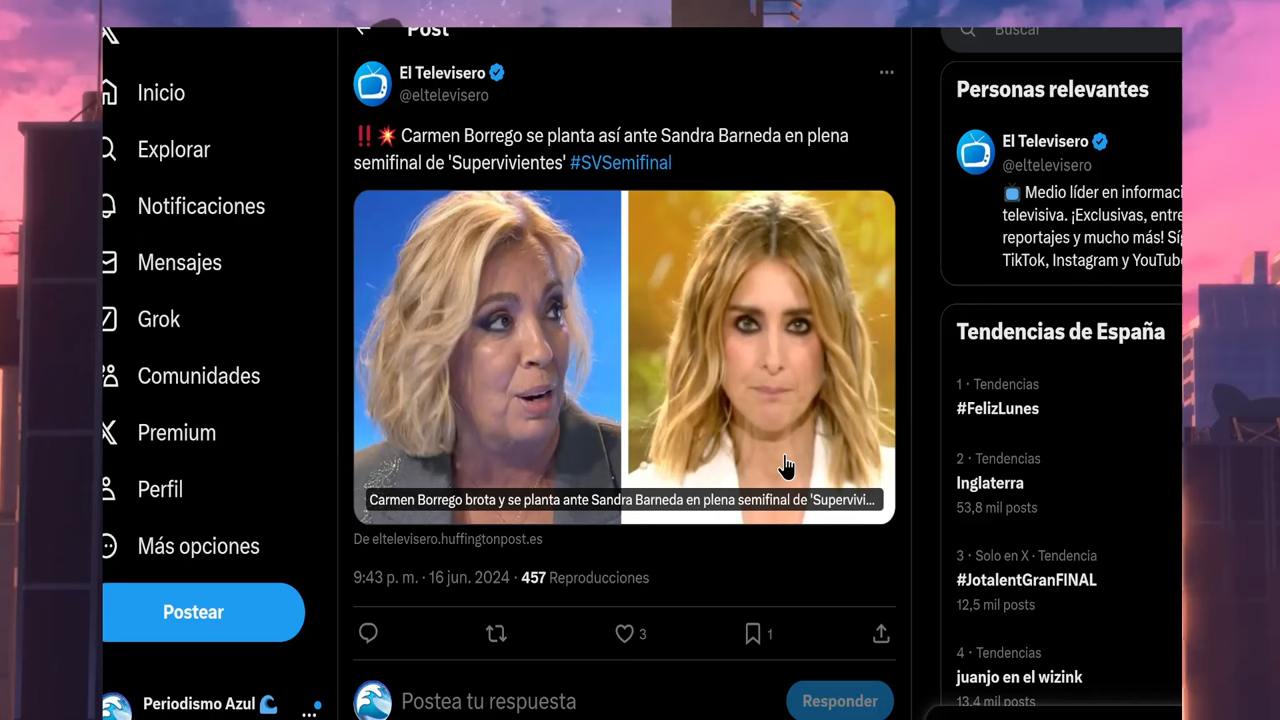 Post
Buscar
Inicio
Explorar
Notificaciones
Mensajes
Grok
Comunidades
Premium
Perfil
Más opciones
Postear
Periodismo Azul
El Televisero
@eltelevisero
‼️💥 Carmen Borrego se planta así ante Sandra Barneda en plena
semifinal de 'Supervivientes' #SVSemifinal
Carmen Borrego brota y se planta ante Sandra Barneda en plena semifinal de 'Supervivi...
De eltelevisero.huffingtonpost.es
9:43 p. m. · 16 jun. 2024 · 457 Reproducciones
3
1
Postea tu respuesta
Responder
Personas relevantes
El Televisero
@eltelevisero
Medio líder en informaci
televisiva. ¡Exclusivas, entre
reportajes y mucho más! Sí
TikTok, Instagram y YouTub
Tendencias de España
1 · Tendencias
#FelizLunes
2 · Tendencias
Inglaterra
53,8 mil posts
3 · Solo en X · Tendencia
#JotalentGranFINAL
12,5 mil posts
4 · Tendencias
juanjo en el wizink
13,4 mil posts